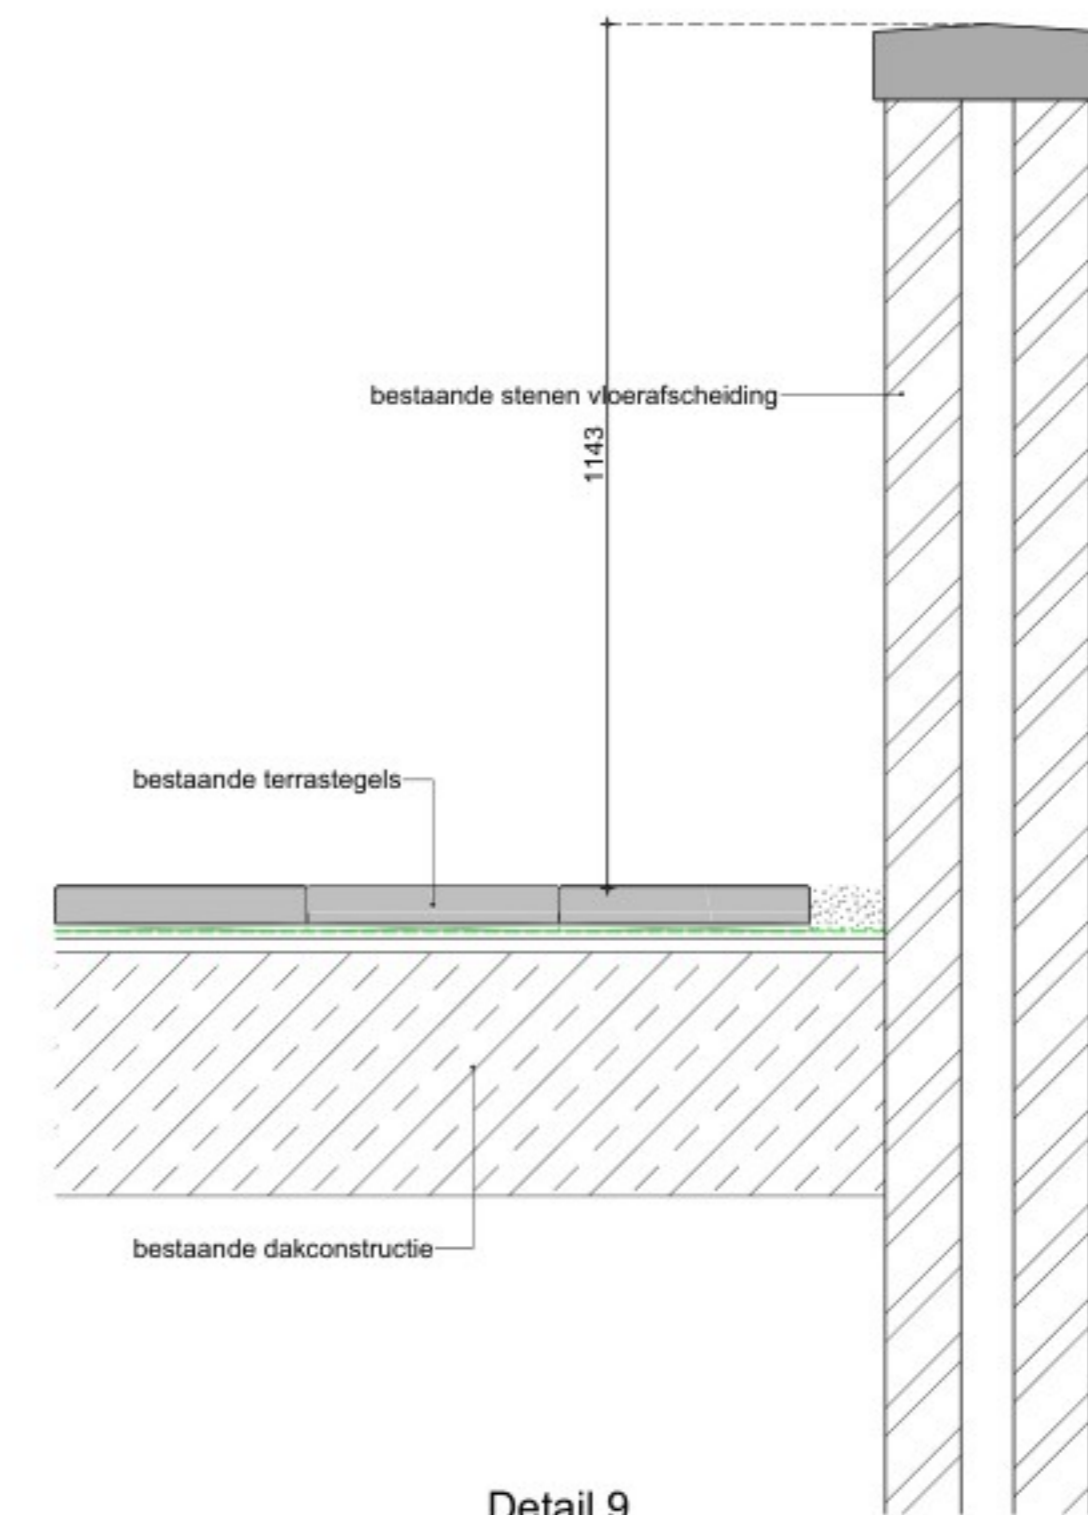 bestaande stenen vloerafscheiding
1143
bestaande terrastegels
bestaande dakconstructie
Detail 9